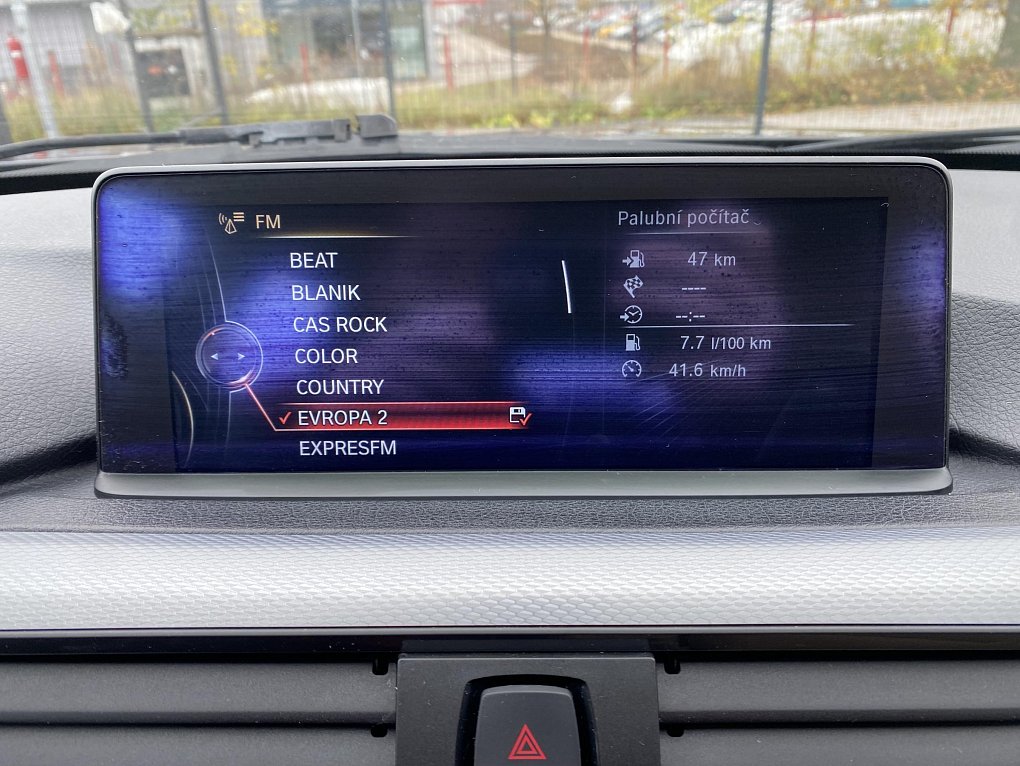 FM
BEAT
BLANIK
CAS ROCK
COLOR
COUNTRY
EVROPA 2
EXPRESFM
Palubní počítač
47 km
----
--:--
7.7 l/100 km
41.6 km/h